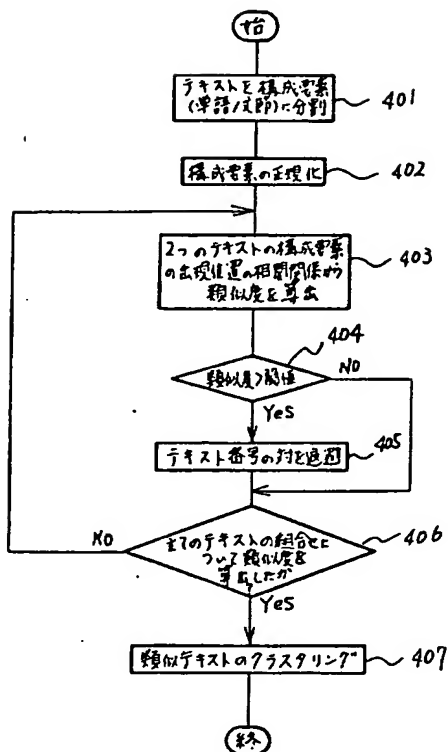 始
テキストを構成要素
(単語/文節)に分割
401
構成要素の正規化
402
2つのテキストの構成要素
の出現位置の相関関係から
類似度を算出
403
404
類似度>閾値
NO
Yes
テキスト番号の対を退避
405
全てのテキストの組合せに
ついて類似度を
算出したか
406
NO
Yes
類似テキストのクラスタリング
407
終